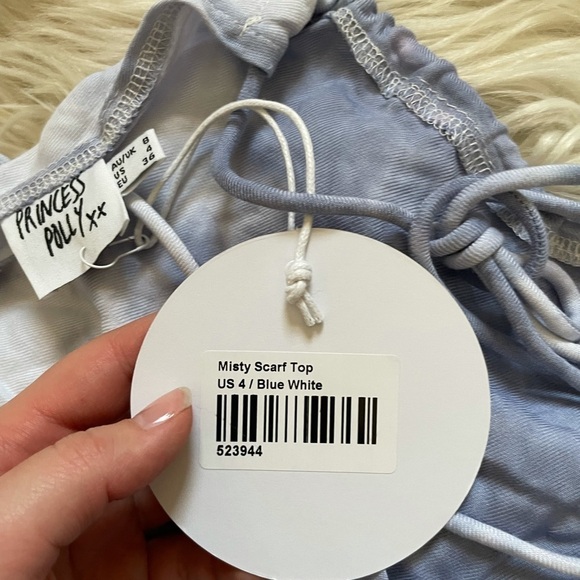 PRINCESS
POLLY xx
AU/UK 8
US 4
EU 36
Misty Scarf Top
US 4 / Blue White
523944